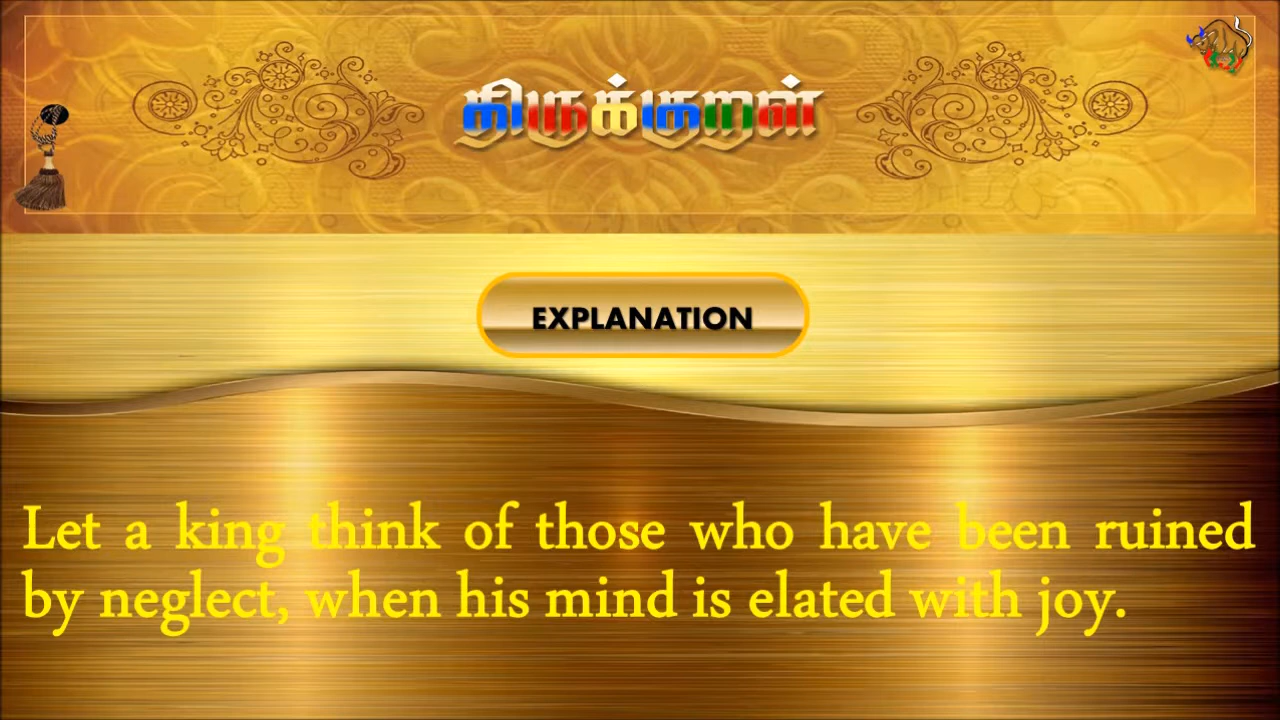 திருக்குறள்
EXPLANATION
Let a king think of those who have been ruined
by neglect, when his mind is elated with joy.